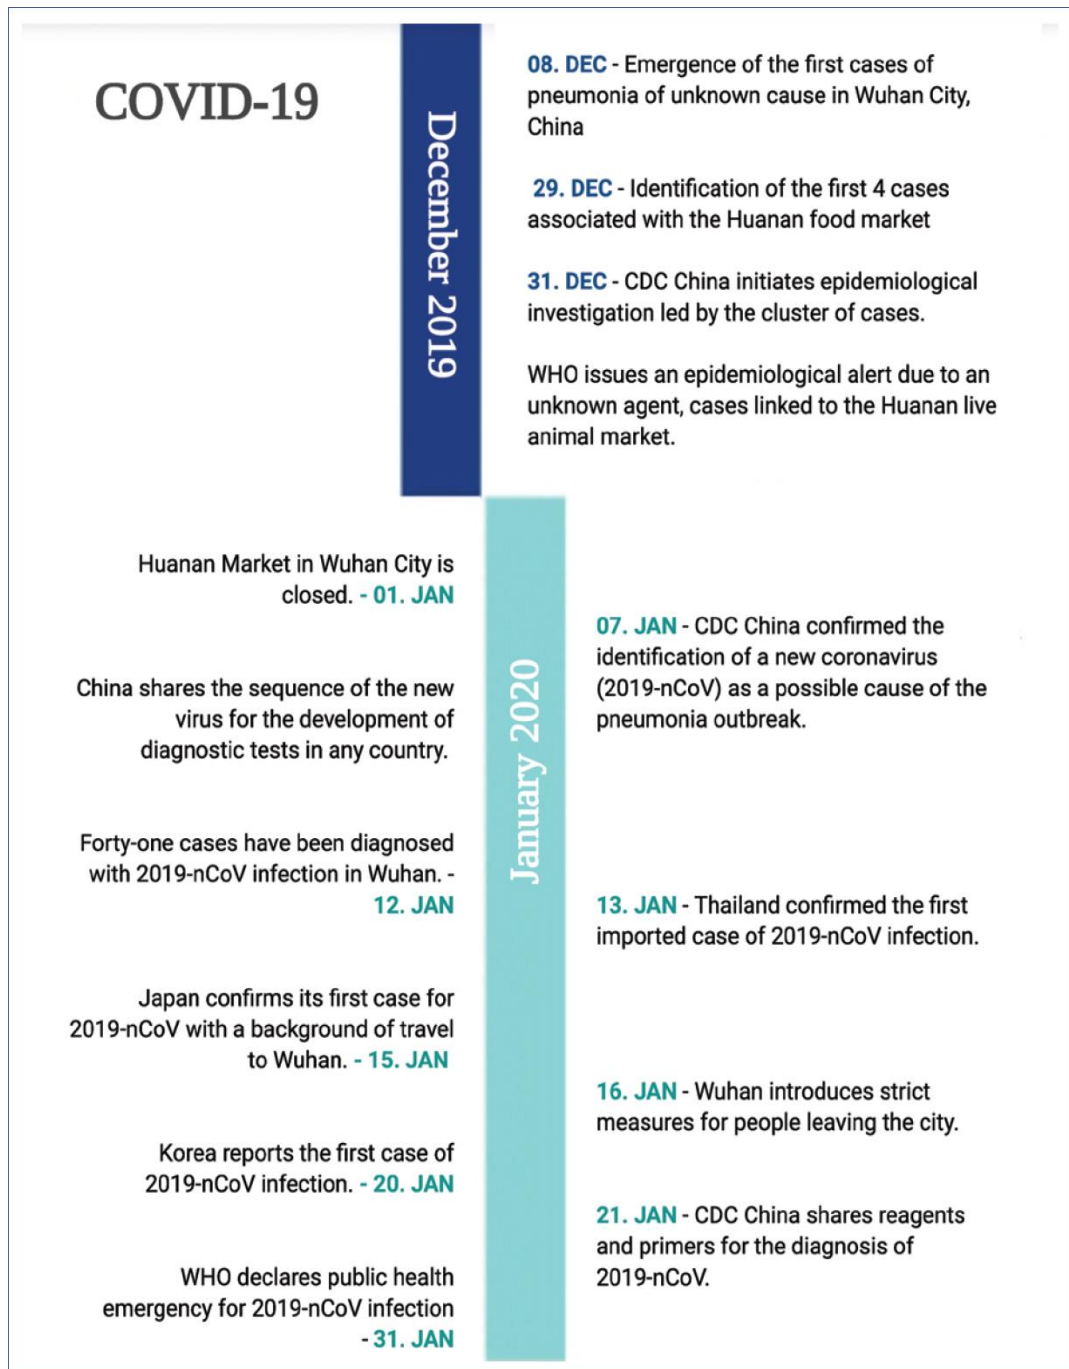 COVID-19
December 2019
08. DEC - Emergence of the first cases of
pneumonia of unknown cause in Wuhan City,
China
29. DEC - Identification of the first 4 cases
associated with the Huanan food market
31. DEC - CDC China initiates epidemiological
investigation led by the cluster of cases.
WHO issues an epidemiological alert due to an
unknown agent, cases linked to the Huanan live
animal market.
January 2020
Huanan Market in Wuhan City is
closed. - 01. JAN
07. JAN - CDC China confirmed the
identification of a new coronavirus
(2019-nCoV) as a possible cause of the
pneumonia outbreak.
China shares the sequence of the new
virus for the development of
diagnostic tests in any country.
Forty-one cases have been diagnosed
with 2019-nCoV infection in Wuhan. -
12. JAN
13. JAN - Thailand confirmed the first
imported case of 2019-nCoV infection.
Japan confirms its first case for
2019-nCoV with a background of travel
to Wuhan. - 15. JAN
16. JAN - Wuhan introduces strict
measures for people leaving the city.
Korea reports the first case of
2019-nCoV infection. - 20. JAN
21. JAN - CDC China shares reagents
and primers for the diagnosis of
2019-nCoV.
WHO declares public health
emergency for 2019-nCoV infection
- 31. JAN